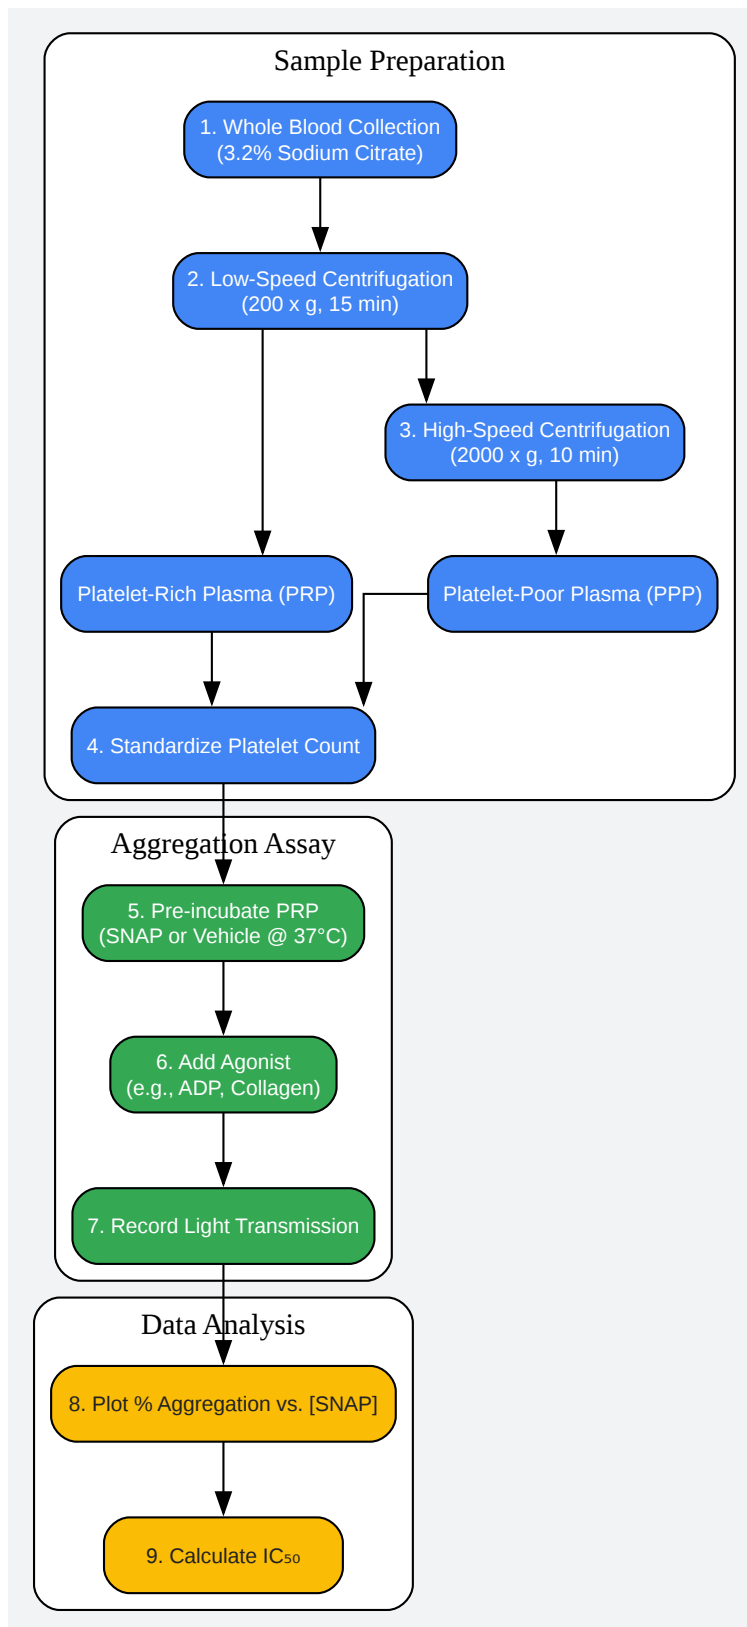 Sample Preparation
1. Whole Blood Collection
(3.2% Sodium Citrate)
2. Low-Speed Centrifugation
(200 x g, 15 min)
3. High-Speed Centrifugation
(2000 x g, 10 min)
Platelet-Rich Plasma (PRP)
Platelet-Poor Plasma (PPP)
4. Standardize Platelet Count
Aggregation Assay
5. Pre-incubate PRP
(SNAP or Vehicle @ 37°C)
6. Add Agonist
(e.g., ADP, Collagen)
7. Record Light Transmission
Data Analysis
8. Plot % Aggregation vs. [SNAP]
9. Calculate IC₅₀